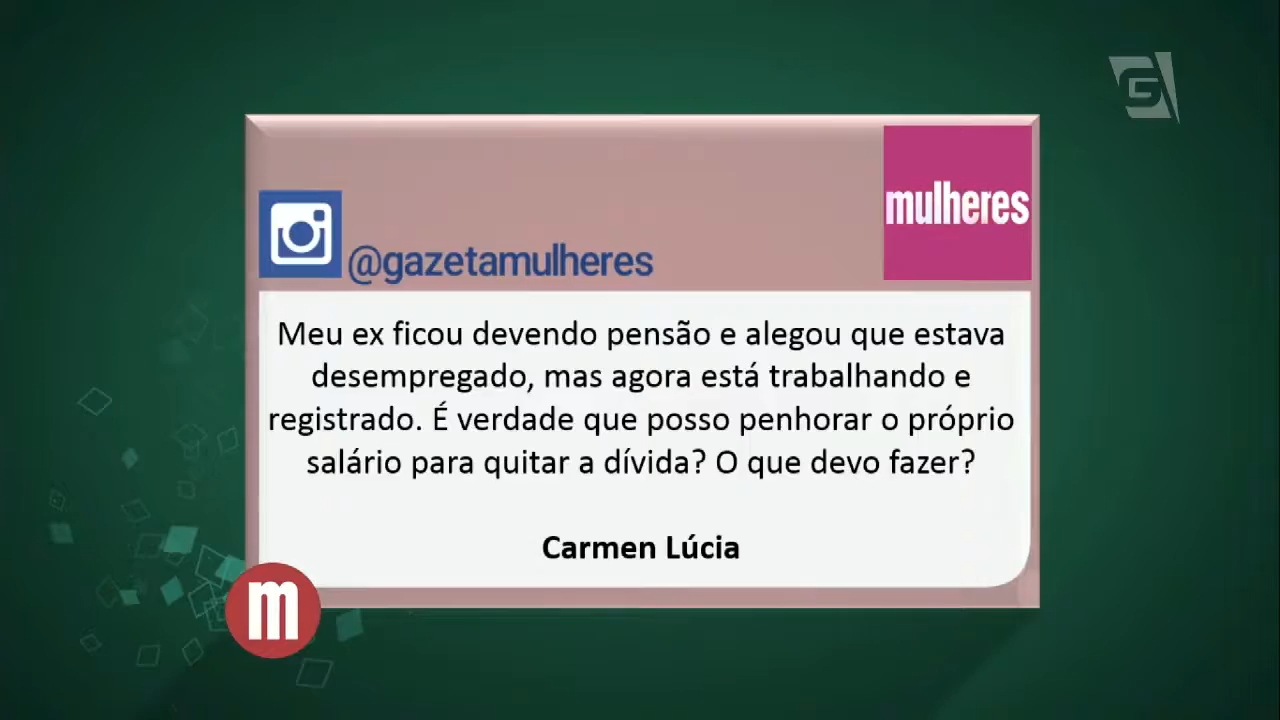 G
mulheres
@gazetamulheres
Meu ex ficou devendo pensão e alegou que estava
desempregado, mas agora está trabalhando e
registrado. É verdade que posso penhorar o próprio
salário para quitar a dívida? O que devo fazer?
Carmen Lúcia
m